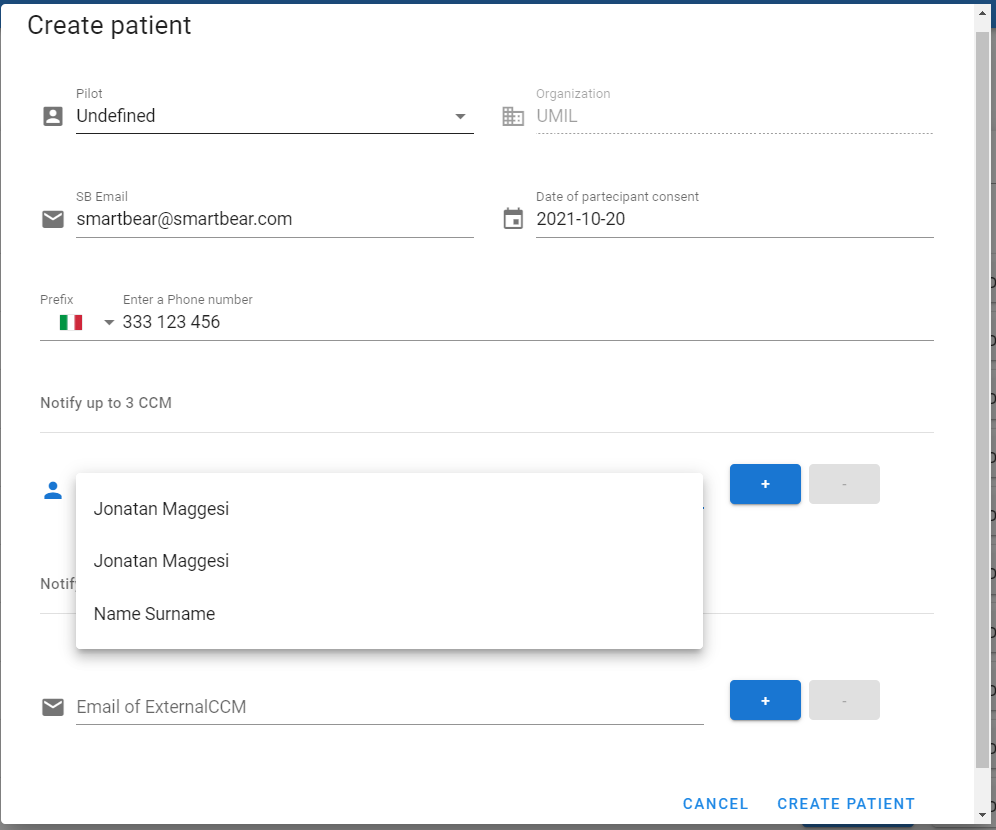 Create patient
Pilot
Undefined
Organization
UMIL
SB Email
smartbear@smartbear.com
Date of partecipant consent
2021-10-20
Prefix
Enter a Phone number
333 123 456
Notify up to 3 CCM
+
-
Jonatan Maggesi
Jonatan Maggesi
Name Surname
Email of ExternalCCM
+
-
CANCEL
CREATE PATIENT